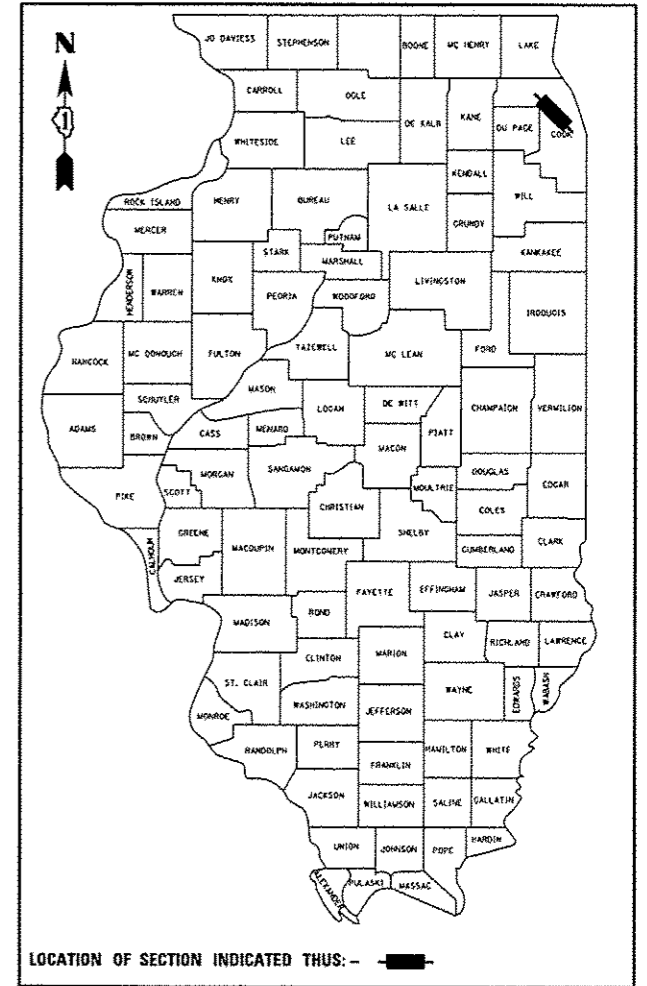 JO DAVIESS STEPHENSON BOONE MC HENRY LAKE
N
CARROLL OGLE DE KALB KANE DU PAGE COOK
1
WHITESIDE LEE
KENDALL
ROCK ISLAND HENRY BUREAU LA SALLE GRUNDY WILL
MERCER PUTNAM
STARK MARSHALL KANKAKEE
HENDERSON WARREN KNOX PEORIA WOODFORD LIVINGSTON
IROQUOIS
HANCOCK MC DONOUGH FULTON TAZEWELL MC LEAN FORD
MASON
SCHUYLER LOGAN DE WITT CHAMPAIGN VERMILION
ADAMS BROWN CASS MENARD PIATT
MACON
MORGAN SANGAMON DOUGLAS EDGAR
PIKE SCOTT MOULTRIE
CHRISTIAN COLES
GREENE SHELBY
CALHOUN MACOUPIN MONTGOMERY CUMBERLAND CLARK
JERSEY
FAYETTE EFFINGHAM JASPER CRAWFORD
MADISON BOND
CLAY RICHLAND LAWRENCE
CLINTON MARION
ST. CLAIR WAYNE EDWARDS WABASH
WASHINGTON JEFFERSON
MONROE
RANDOLPH PERRY HAMILTON WHITE
FRANKLIN
JACKSON WILLIAMSON SALINE GALLATIN
UNION JOHNSON POPE HARDIN
ALEXANDER PULASKI MASSAC
LOCATION OF SECTION INDICATED THUS: -